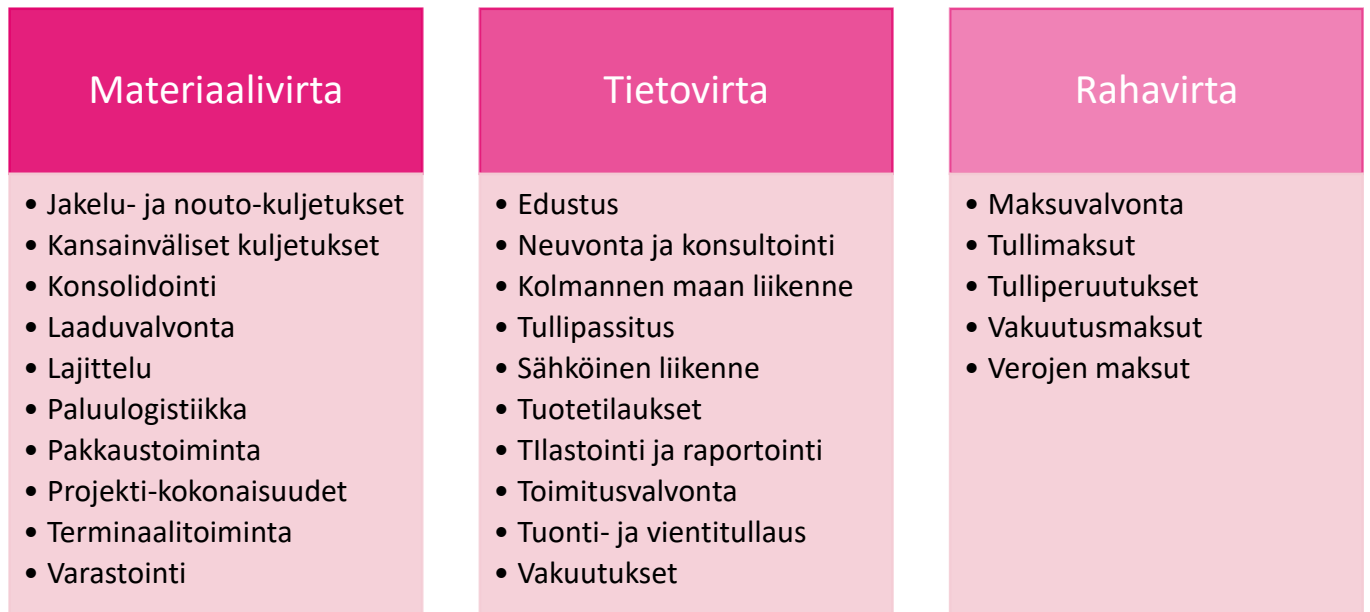 Materiaalivirta
• Jakelu- ja nouto-kuljetukset
• Kansainväliset kuljetukset
• Konsolidointi
• Laaduvalvonta
• Lajittelu
• Paluulogistiikka
• Pakkaustoiminta
• Projekti-kokonaisuudet
• Terminaalitoiminta
• Varastointi
Tietovirta
• Edustus
• Neuvonta ja konsultointi
• Kolmannen maan liikenne
• Tullipassitus
• Sähköinen liikenne
• Tuotetilaukset
• TIlastointi ja raportointi
• Toimitusvalvonta
• Tuonti- ja vientitullaus
• Vakuutukset
Rahavirta
• Maksuvalvonta
• Tullimaksut
• Tulliperuutukset
• Vakuutusmaksut
• Verojen maksut